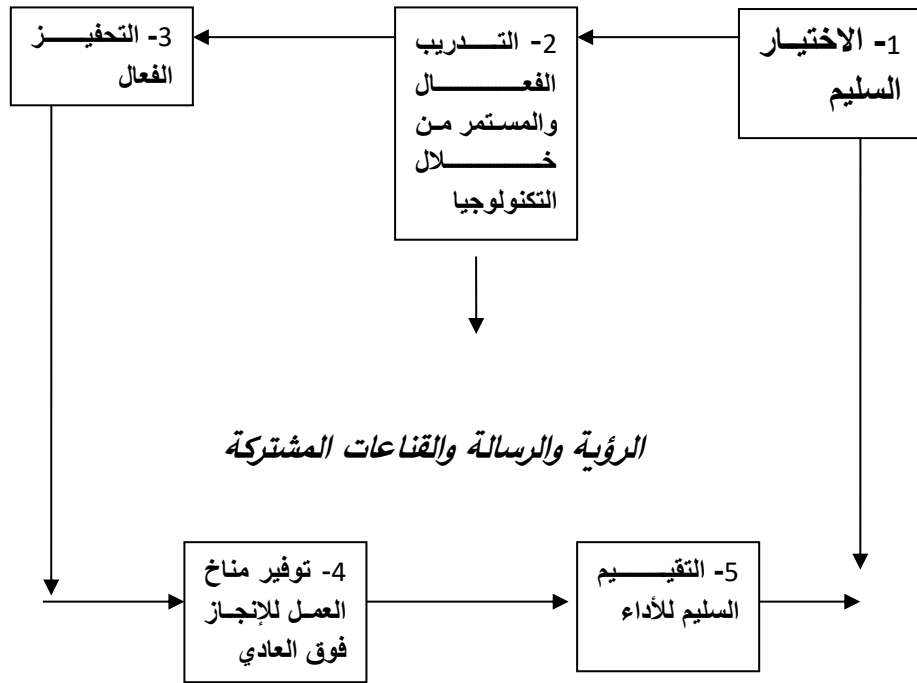 1- الاختيار
السليم
2- التدريب
الفعال
والمستمر من
خلال
التكنولوجيا
3- التحفيز
الفعال
الرؤية والرسالة والقناعات المشتركة
4- توفير مناخ
العمل للإنجاز
فوق العادي
5- التقييم
السليم للأداء